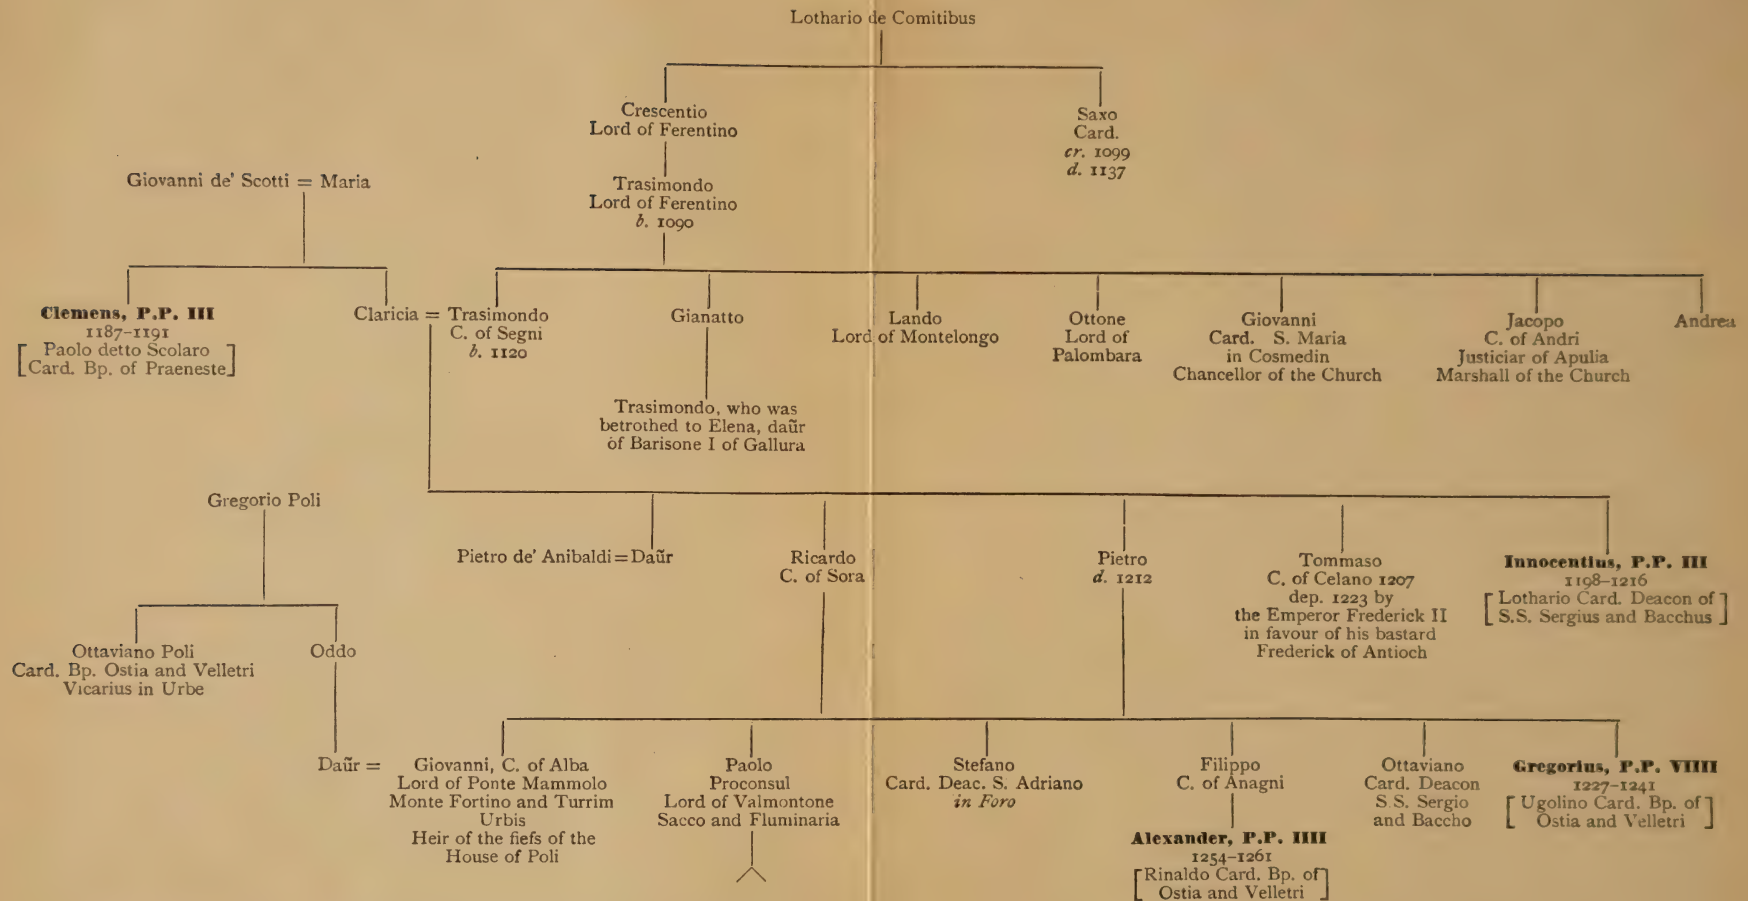 Lothario de Comitibus
Crescentio
Lord of Ferentino
Saxo
Card.
cr. 1099
d. 1137
Giovanni de' Scotti = Maria
Trasimondo
Lord of Ferentino
b. 1090
Clemens, P.P. III
1187-1191
[Paolo detto Scolaro
Card. Bp. of Praeneste]
Claricia = Trasimondo
C. of Segni
b. 1120
Gianatto
Lando
Lord of Montelongo
Ottone
Lord of
Palombara
Giovanni
Card. S. Maria
in Cosmedin
Chancellor of the Church
Jacopo
C. of Andri
Justiciar of Apulia
Marshall of the Church
Andrea
Trasimondo, who was
betrothed to Elena, daũr
of Barisone I of Gallura
Gregorio Poli
Pietro de' Anibaldi = Daũr
Ricardo
C. of Sora
Pietro
d. 1212
Tommaso
C. of Celano 1207
dep. 1223 by
the Emperor Frederick II
in favour of his bastard
Frederick of Antioch
Innocentius, P.P. III
1198-1216
[Lothario Card. Deacon of
S.S. Sergius and Bacchus]
Ottaviano Poli
Card. Bp. Ostia and Velletri
Vicarius in Urbe
Oddo
Daũr =
Giovanni, C. of Alba
Lord of Ponte Mammolo
Monte Fortino and Turrim
Urbis
Heir of the fiefs of the
House of Poli
Paolo
Proconsul
Lord of Valmontone
Sacco and Fluminaria
Stefano
Card. Deac. S. Adriano
in Foro
Filippo
C. of Anagni
Ottaviano
Card. Deacon
S.S. Sergio
and Baccho
Gregorius, P.P. VIIII
1227-1241
[Ugolino Card. Bp. of
Ostia and Velletri]
Alexander, P.P. IIII
1254-1261
[Rinaldo Card. Bp. of
Ostia and Velletri]